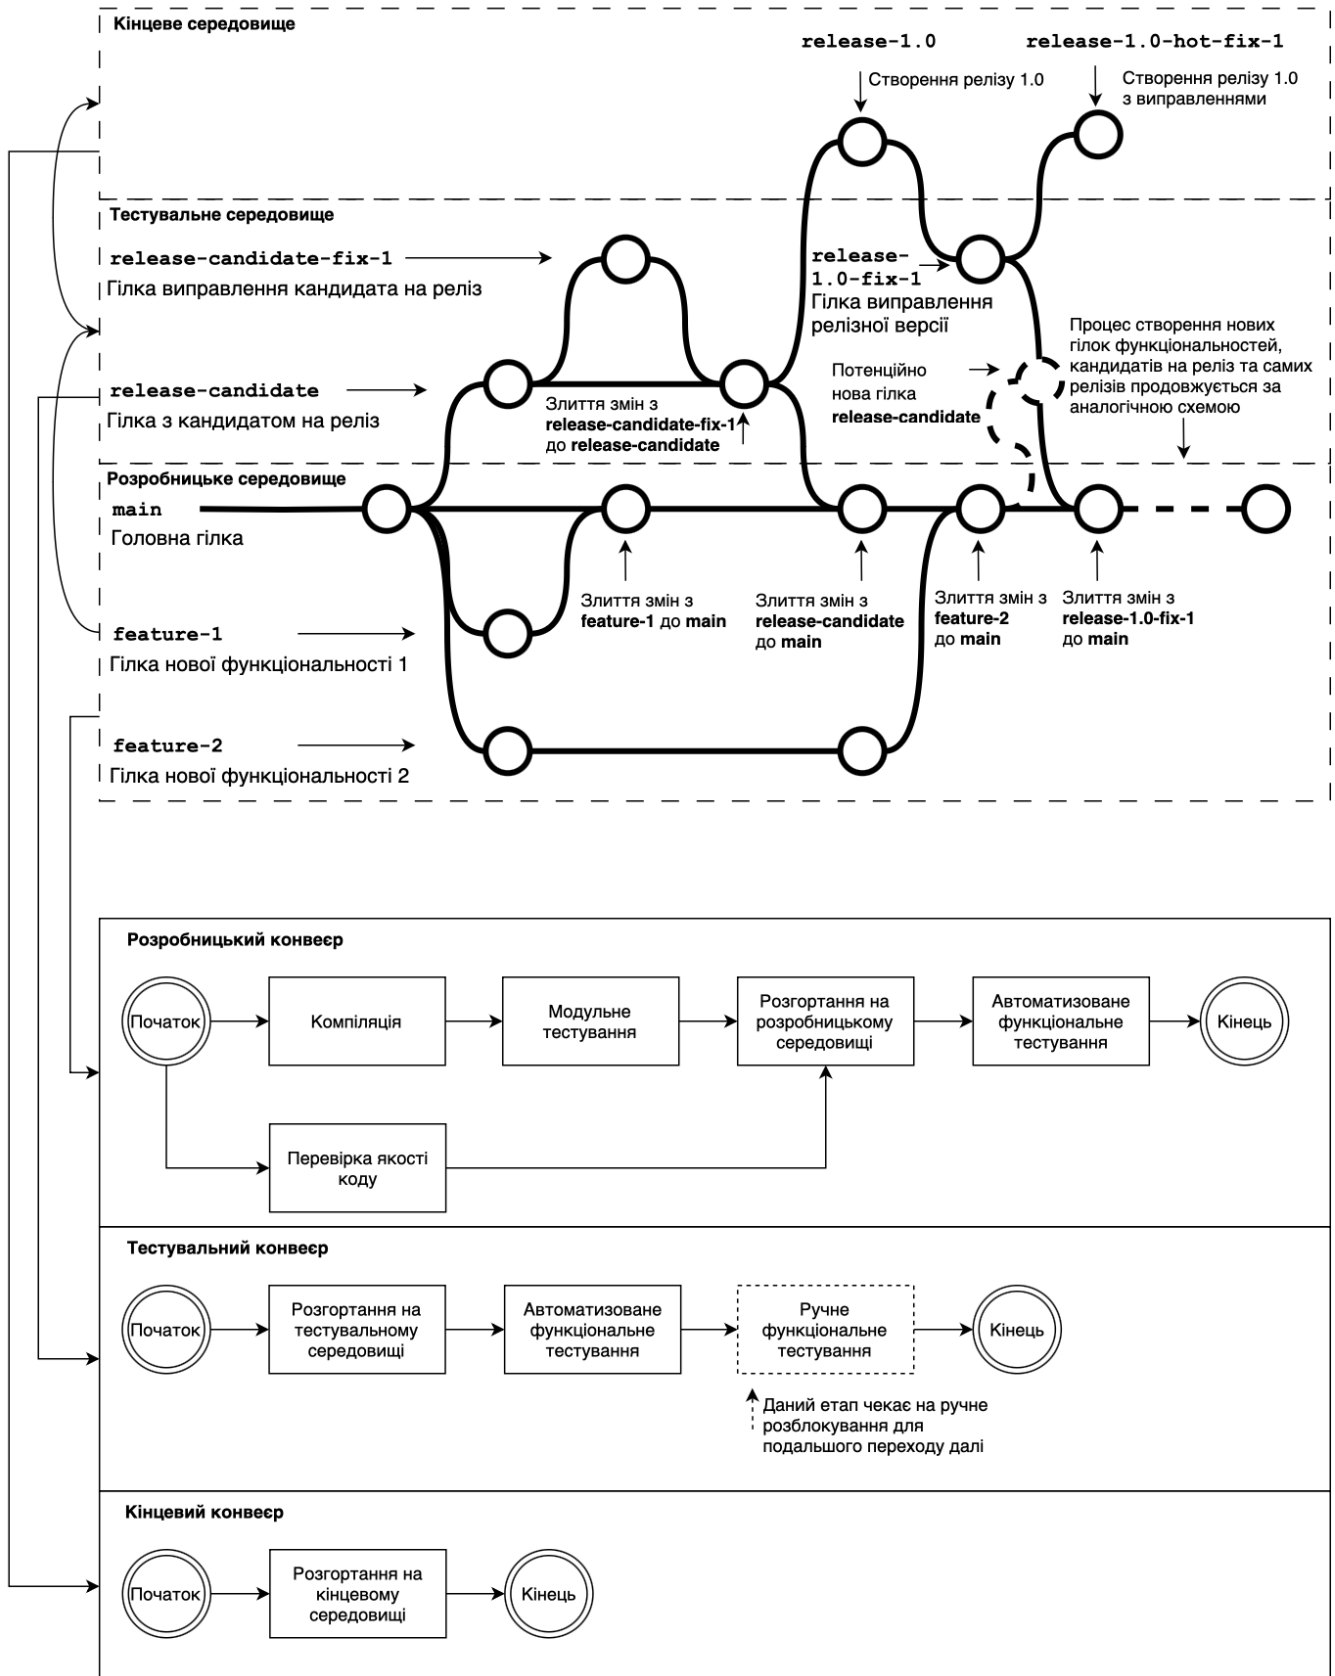 Кінцеве середовище
release-1.0
release-1.0-hot-fix-1
Створення релізу 1.0
Створення релізу 1.0
з виправленнями
Тестувальне середовище
release-candidate-fix-1
Гілка виправлення кандидата на реліз
release-
1.0-fix-1
Гілка виправлення
релізної версії
Процес створення нових
гілок функціональностей,
кандидатів на реліз та самих
релізів продовжується за
аналогічною схемою
Потенційно
нова гілка
release-candidate
release-candidate
Гілка з кандидатом на реліз
Злиття змін з
release-candidate-fix-1
до release-candidate
Розробницьке середовище
main
Головна гілка
Злиття змін з
feature-1 до main
Злиття змін з
release-candidate
до main
Злиття змін з
feature-2
до main
Злиття змін з
release-1.0-fix-1
до main
feature-1
Гілка нової функціональності 1
feature-2
Гілка нової функціональності 2
Розробницький конвеєр
Початок
Компіляція
Модульне
тестування
Розгортання на
розробницькому
середовищі
Автоматизоване
функціональне
тестування
Кінець
Перевірка якості
коду
Тестувальний конвеєр
Початок
Розгортання на
тестувальному
середовищі
Автоматизоване
функціональне
тестування
Ручне
функціональне
тестування
Кінець
Даний етап чекає на ручне
розблокування для
подальшого переходу далі
Кінцевий конвеєр
Початок
Розгортання на
кінцевому
середовищі
Кінець